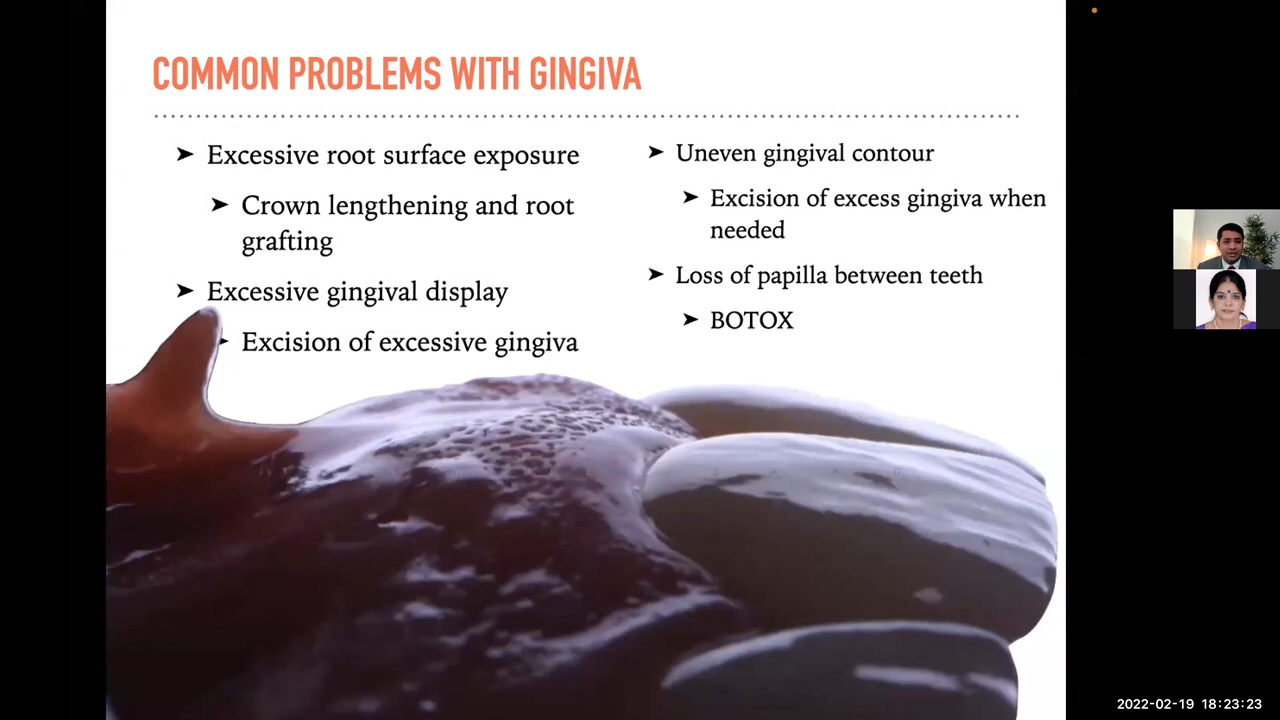 COMMON PROBLEMS WITH GINGIVA
➤ Excessive root surface exposure
➤ Crown lengthening and root
grafting
➤ Excessive gingival display
Excision of excessive gingiva
➤ Uneven gingival contour
➤ Excision of excess gingiva when
needed
➤ Loss of papilla between teeth
➤ BOTOX
2022-02-19 18:23:23